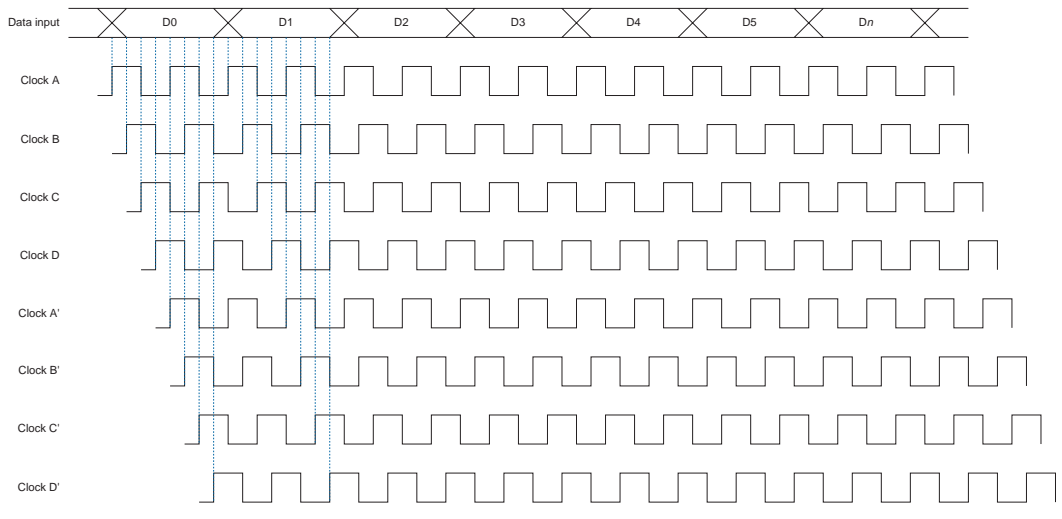 Data input D0 D1 D2 D3 D4 D5 Dn
Clock A
Clock B
Clock C
Clock D
Clock A'
Clock B'
Clock C'
Clock D'